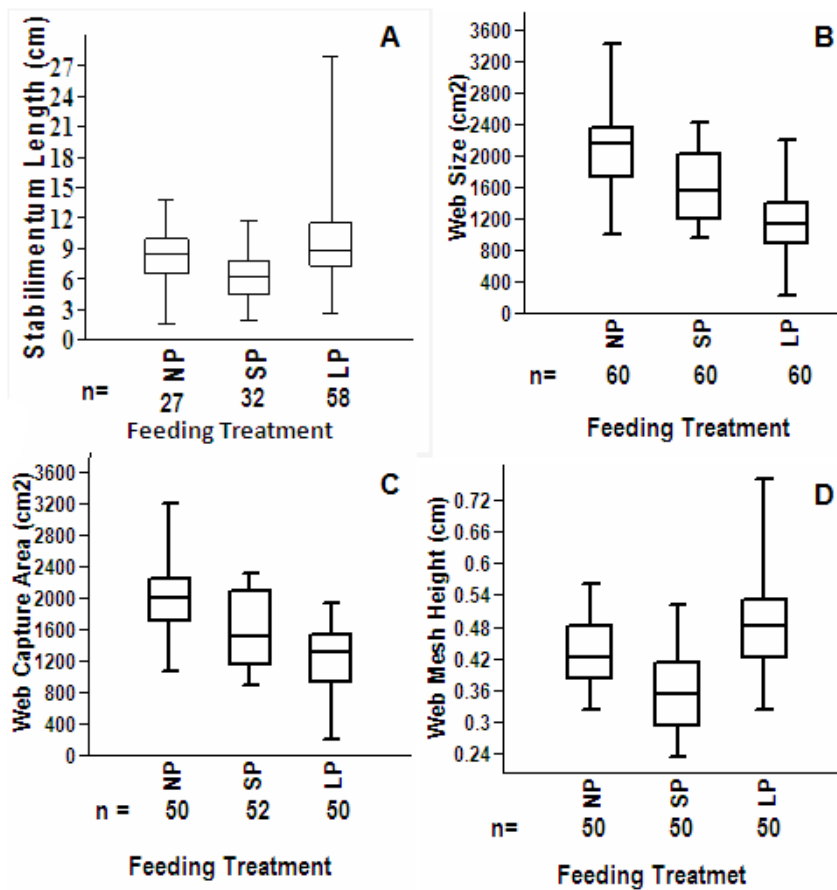 A
Stabilimentum Length (cm)
27
24
21
18
15
12
9
6
3
0
NP SP LP
n= 27 32 58
Feeding Treatment
B
Web Size (cm2)
3600
3200
2800
2400
2000
1600
1200
800
400
0
NP SP LP
n= 60 60 60
Feeding Treatment
C
Web Capture Area (cm2)
3600
3200
2800
2400
2000
1600
1200
800
400
0
NP SP LP
n = 50 52 50
Feeding Treatment
D
Web Mesh Height (cm)
0.72
0.66
0.6
0.54
0.48
0.42
0.36
0.3
0.24
NP SP LP
n= 50 50 50
Feeding Treatmet